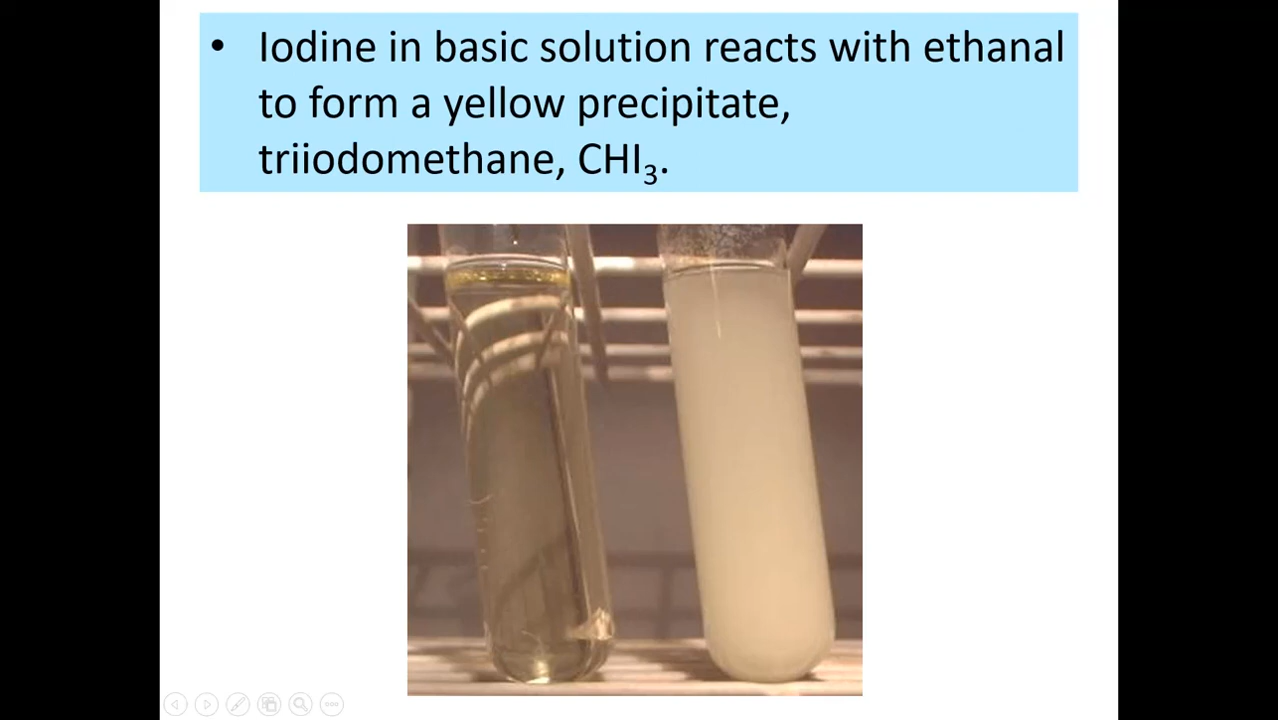 • Iodine in basic solution reacts with ethanal
to form a yellow precipitate,
triiodomethane, CHI₃.